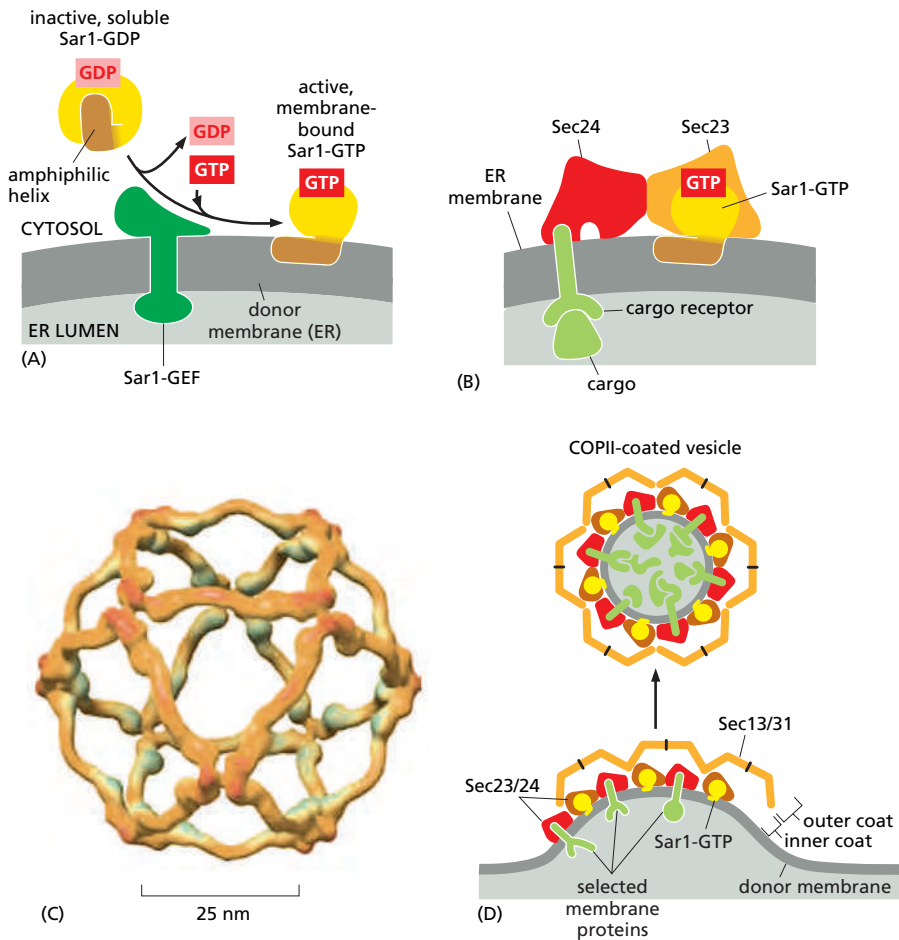 inactive, soluble
Sar1-GDP
GDP
amphiphilic
helix
GDP
GTP
active,
membrane-
bound
Sar1-GTP
GTP
CYTOSOL
donor
membrane (ER)
ER LUMEN
(A)
Sar1-GEF
Sec24
Sec23
GTP
ER
membrane
Sar1-GTP
cargo receptor
(B)
cargo
COPII-coated vesicle
Sec13/31
Sec23/24
outer coat
inner coat
Sar1-GTP
selected
membrane
proteins
donor membrane
(C)
25 nm
(D)